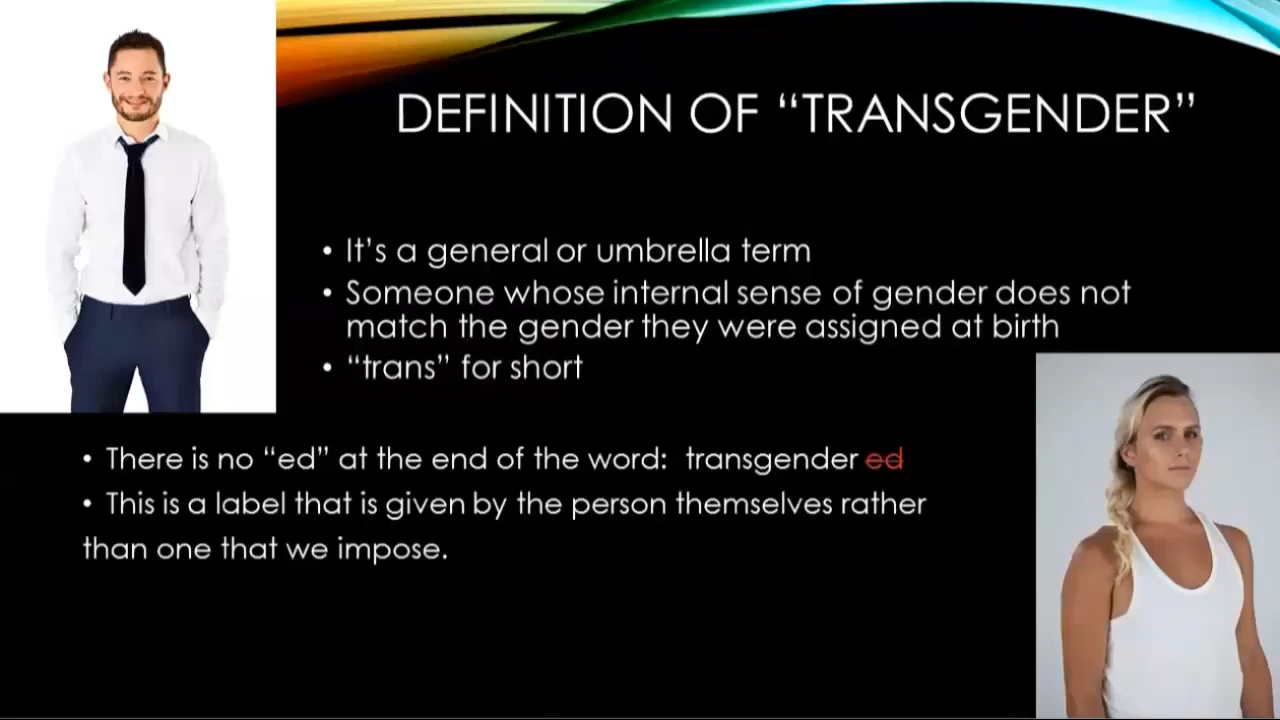 DEFINITION OF “TRANSGENDER”
• It’s a general or umbrella term
• Someone whose internal sense of gender does not
match the gender they were assigned at birth
• “trans” for short
• There is no “ed” at the end of the word: transgender ed
• This is a label that is given by the person themselves rather
than one that we impose.